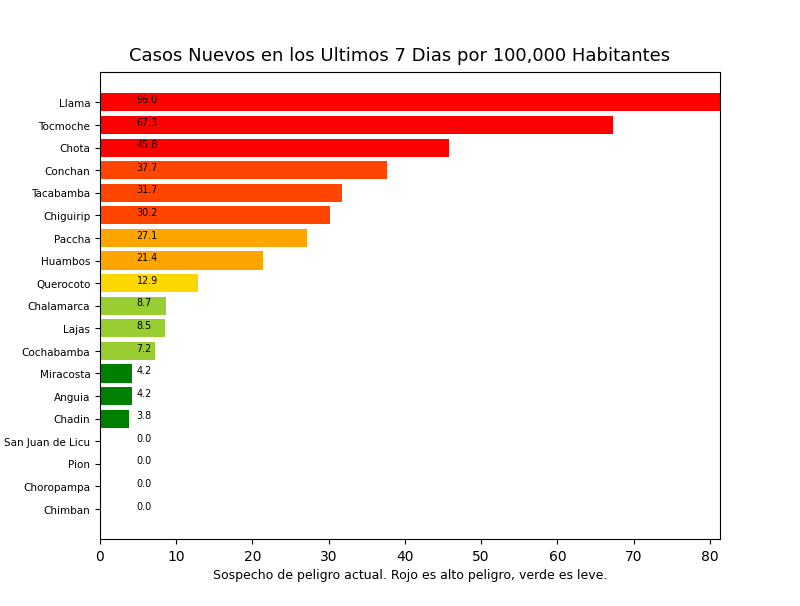 Casos Nuevos en los Ultimos 7 Dias por 100,000 Habitantes
Llama 96.0
Tocmoche 67.3
Chota 45.8
Conchan 37.7
Tacabamba 31.7
Chiguirip 30.2
Paccha 27.1
Huambos 21.4
Querocoto 12.9
Chalamarca 8.7
Lajas 8.5
Cochabamba 7.2
Miracosta 4.2
Anguia 4.2
Chadin 3.8
San Juan de Licu 0.0
Pion 0.0
Choropampa 0.0
Chimban 0.0
0 10 20 30 40 50 60 70 80
Sospecho de peligro actual. Rojo es alto peligro, verde es leve.